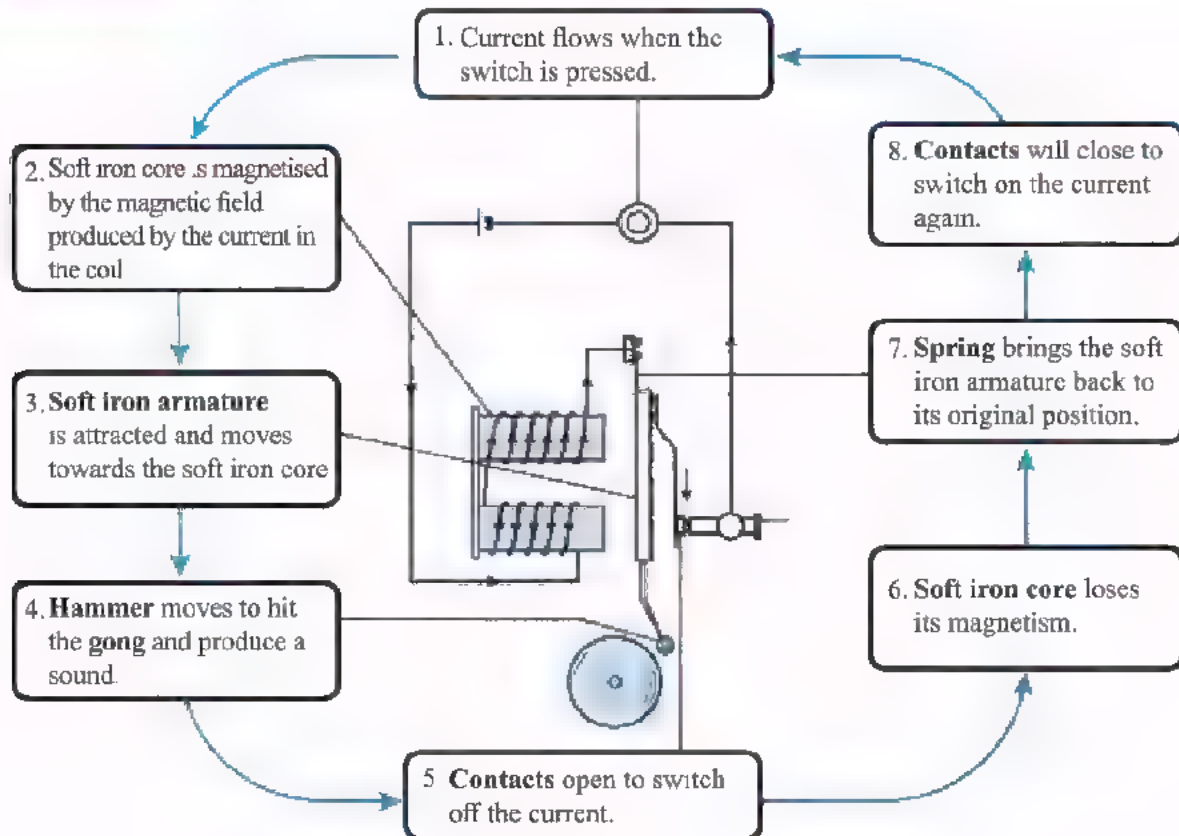 1. Current flows when the
switch is pressed.
2. Soft iron core .s magnetised
by the magnetic field
produced by the current in
the coil
3. Soft iron armature
is attracted and moves
towards the soft iron core
4. Hammer moves to hit
the gong and produce a
sound
5 Contacts open to switch
off the current.
6. Soft iron core loses
its magnetism.
7. Spring brings the soft
iron armature back to
its original position.
8. Contacts will close to
switch on the current
again.